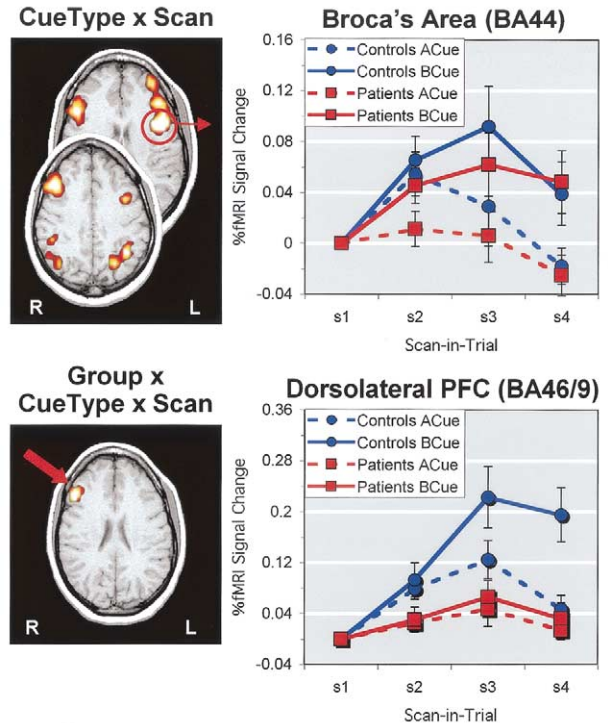 CueType x Scan
R L
Broca's Area (BA44)
0.16
0.12
0.08
0.04
0
-0.04
%fMRI Signal Change
Controls ACue
Controls BCue
Patients ACue
Patients BCue
s1 s2 s3 s4
Scan-in-Trial
Group x
CueType x Scan
R L
Dorsolateral PFC (BA46/9)
0.36
0.28
0.2
0.12
0.04
-0.04
%fMRI Signal Change
Controls ACue
Controls BCue
Patients ACue
Patients BCue
s1 s2 s3 s4
Scan-in-Trial